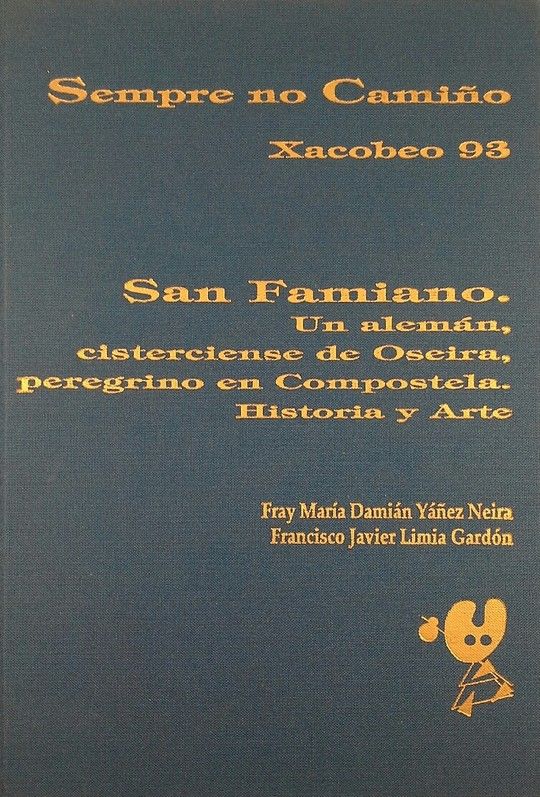 Sempre no Camiño
Xacobeo 93
San Famiano.
Un alemán,
cisterciense de Oseira,
peregrino en Compostela.
Historia y Arte
Fray María Damián Yáñez Neira
Francisco Javier Limia Gardón